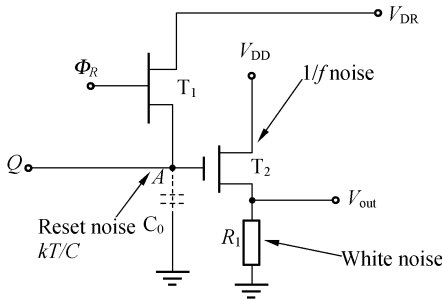 V_DR
Φ_R
V_DD
1/f noise
T_1
Q
A
T_2
V_out
C_0
R_1
Reset noise
kT/C
White noise